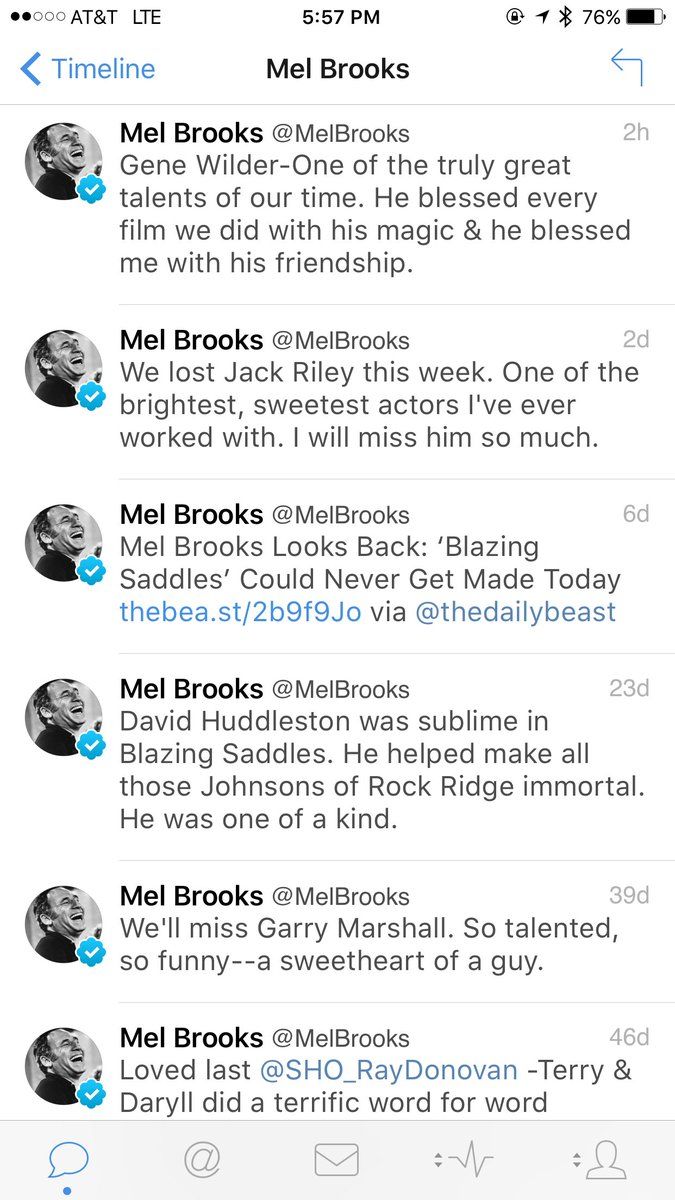 AT&T LTE 5:57 PM 76%
Timeline Mel Brooks
Mel Brooks @MelBrooks 2h
Gene Wilder-One of the truly great
talents of our time. He blessed every
film we did with his magic & he blessed
me with his friendship.
Mel Brooks @MelBrooks 2d
We lost Jack Riley this week. One of the
brightest, sweetest actors I've ever
worked with. I will miss him so much.
Mel Brooks @MelBrooks 6d
Mel Brooks Looks Back: ‘Blazing
Saddles’ Could Never Get Made Today
thebea.st/2b9f9Jo via @thedailybeast
Mel Brooks @MelBrooks 23d
David Huddleston was sublime in
Blazing Saddles. He helped make all
those Johnsons of Rock Ridge immortal.
He was one of a kind.
Mel Brooks @MelBrooks 39d
We'll miss Garry Marshall. So talented,
so funny--a sweetheart of a guy.
Mel Brooks @MelBrooks 46d
Loved last @SHO_RayDonovan -Terry &
Daryll did a terrific word for word
@